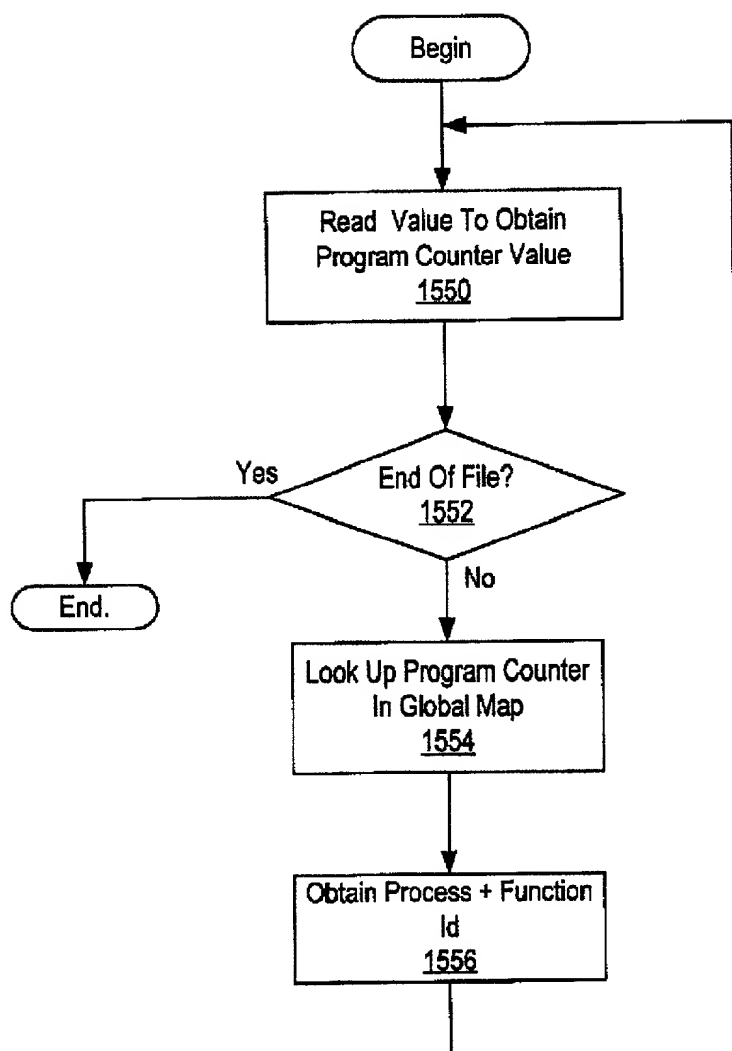 Begin
Read Value To Obtain
Program Counter Value
1550
Yes
End Of File?
1552
No
End.
Look Up Program Counter
In Global Map
1554
Obtain Process + Function
Id
1556